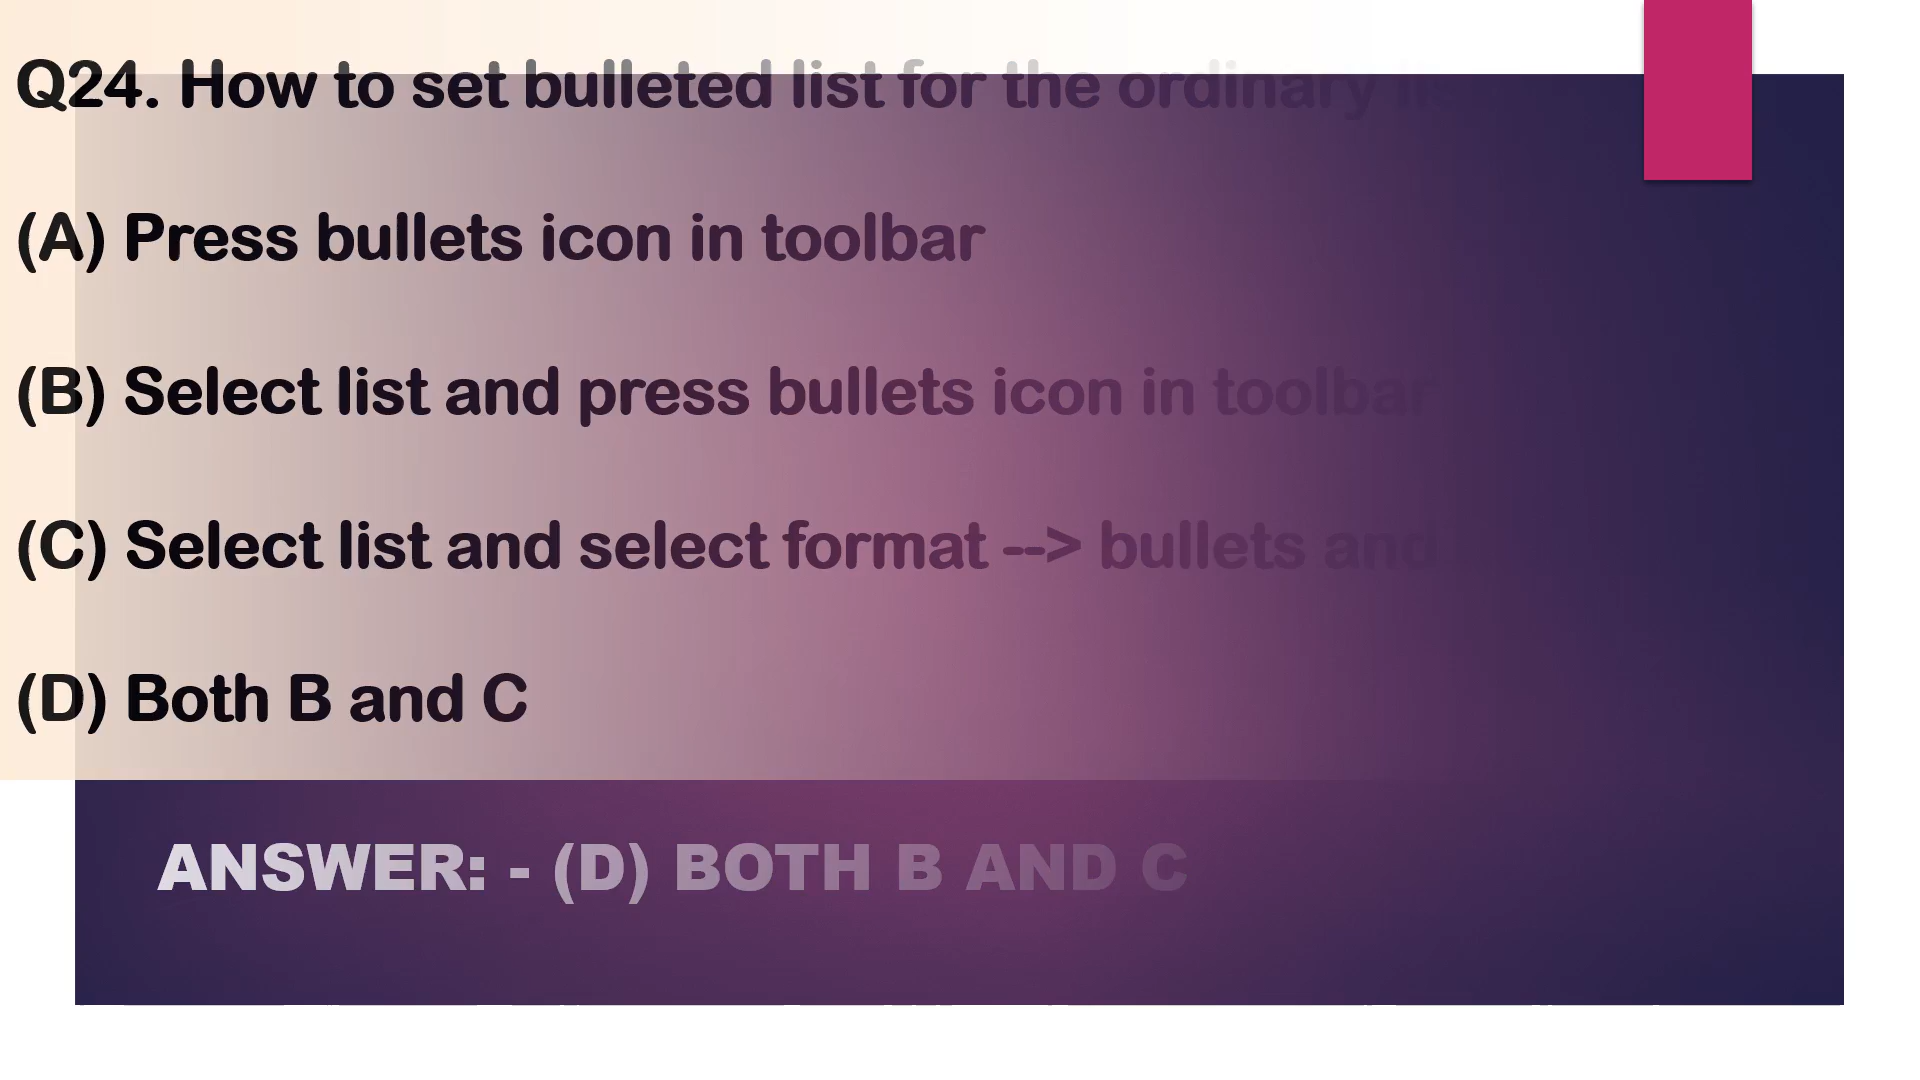 Q24. How to set bulleted list for the ordinary
(A) Press bullets icon in toolbar
(B) Select list and press bullets icon in toolbar
(C) Select list and select format --> bullets and
(D) Both B and C
ANSWER: - (D) BOTH B AND C